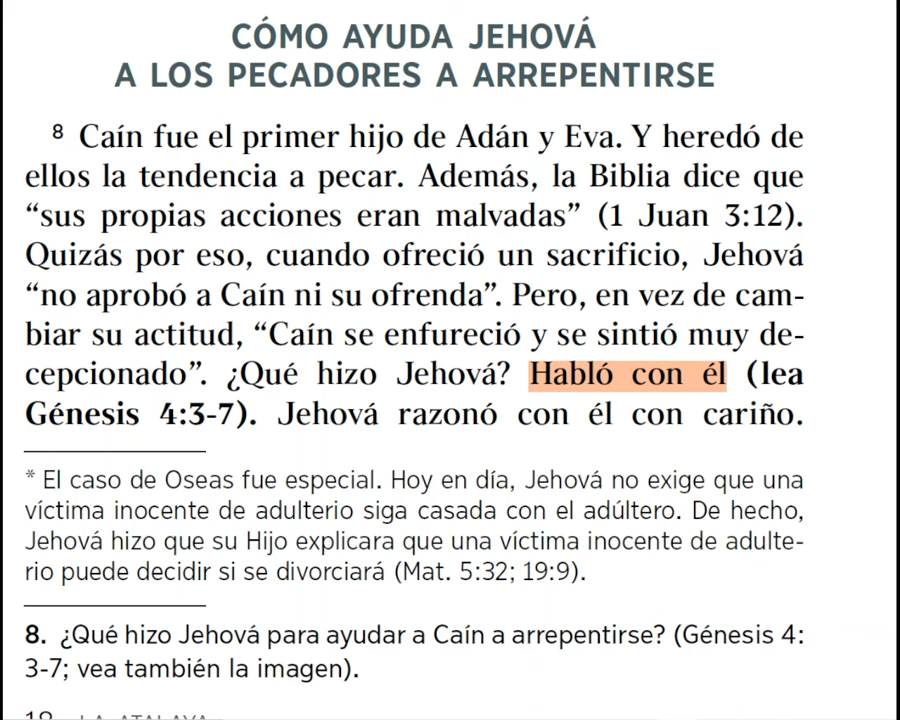 CÓMO AYUDA JEHOVÁ
A LOS PECADORES A ARREPENTIRSE
8 Caín fue el primer hijo de Adán y Eva. Y heredó de
ellos la tendencia a pecar. Además, la Biblia dice que
“sus propias acciones eran malvadas” (1 Juan 3:12).
Quizás por eso, cuando ofreció un sacrificio, Jehová
“no aprobó a Caín ni su ofrenda”. Pero, en vez de cam-
biar su actitud, “Caín se enfureció y se sintió muy de-
cepcionado”. ¿Qué hizo Jehová? Habló con él (lea
Génesis 4:3-7). Jehová razonó con él con cariño.
* El caso de Oseas fue especial. Hoy en día, Jehová no exige que una
víctima inocente de adulterio siga casada con el adúltero. De hecho,
Jehová hizo que su Hijo explicara que una víctima inocente de adulte-
rio puede decidir si se divorciará (Mat. 5:32; 19:9).
8. ¿Qué hizo Jehová para ayudar a Caín a arrepentirse? (Génesis 4:
3-7; vea también la imagen).